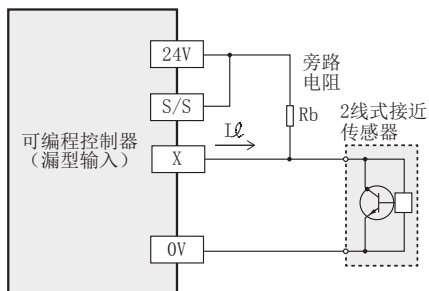 24V
旁路
电阻
S/S
Rb
2线式接近
传感器
可编程控制器
(漏型输入)
Iℓ
X
0V